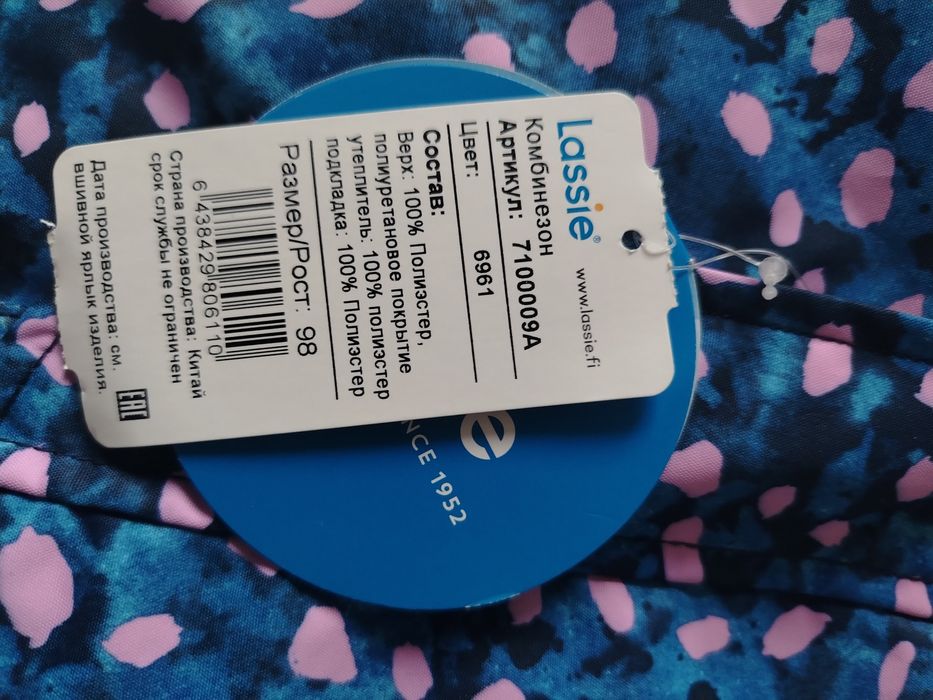 Lassie® www.lassie.fi
Комбинезон
Артикул: 7100009A
Цвет: 6961
Состав:
Верх: 100% Полиэстер,
полиуретановое покрытие
утеплитель: 100% полиэстер
подкладка: 100% Полиэстер
Размер/Рост: 98
6 438429 806110
Страна производства: Китай
срок службы не ограничен
Дата производства: см.
вшивной ярлык изделия.
EAC
e
NCE 1952